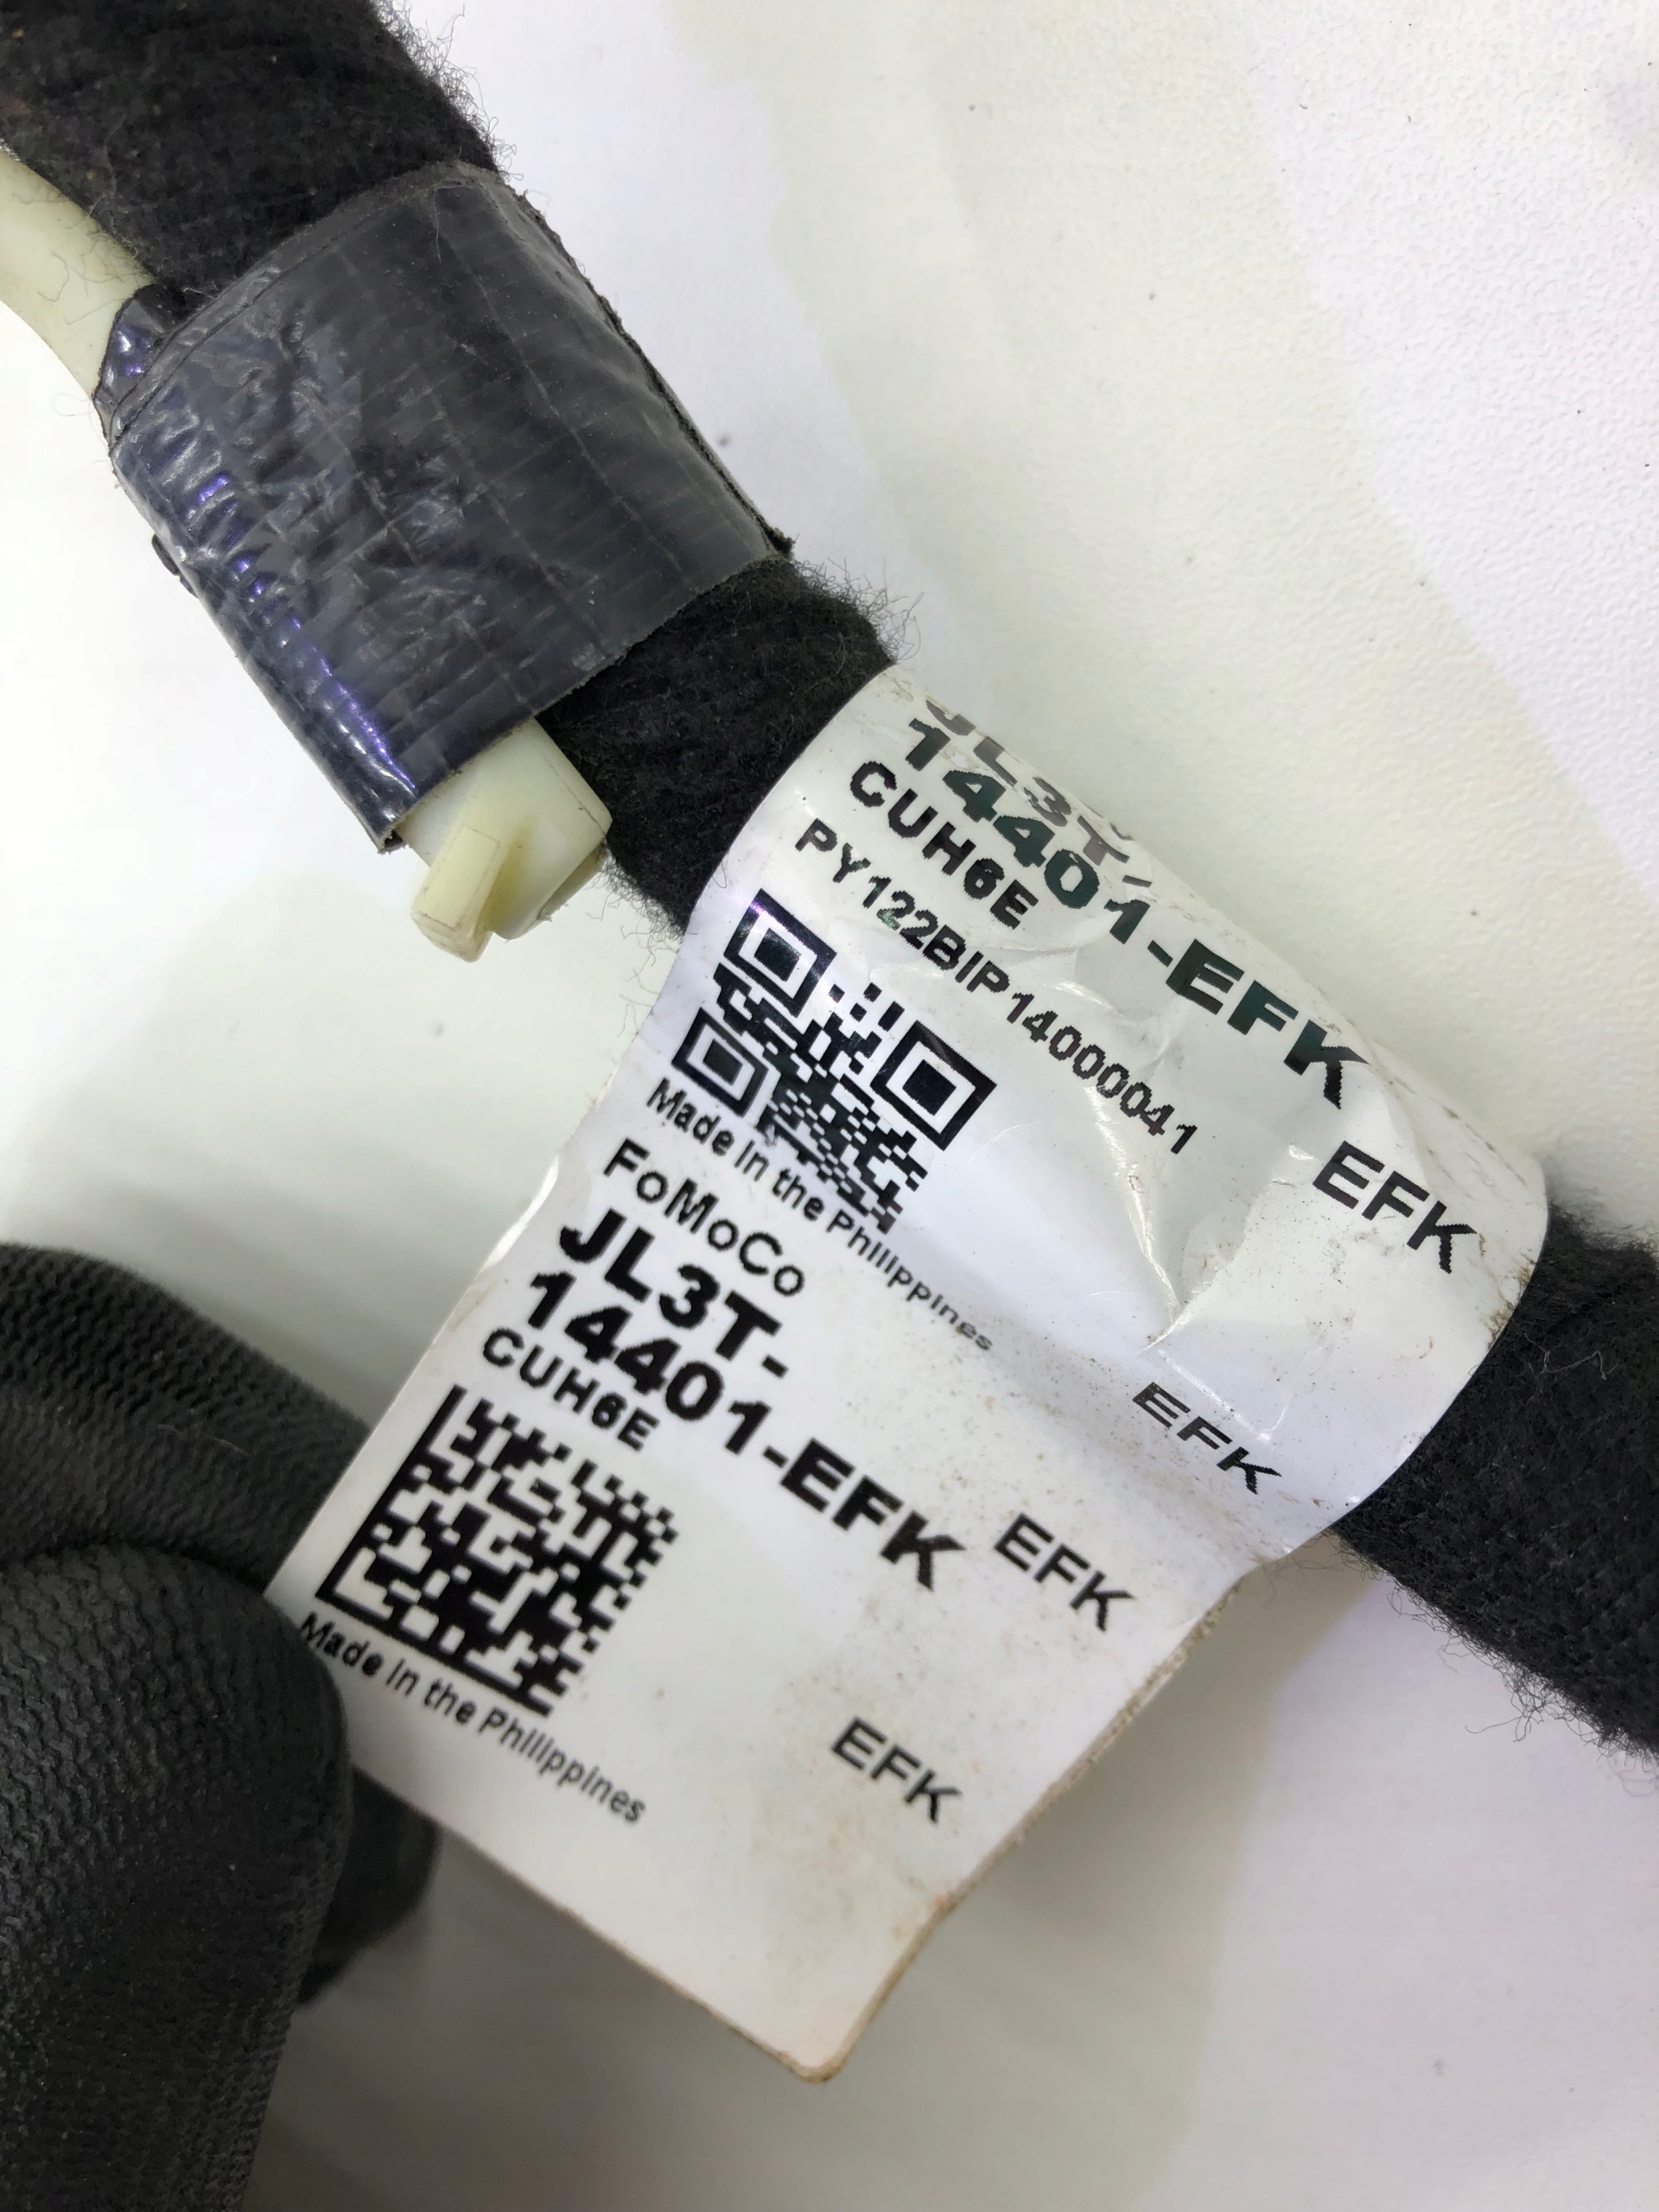 JL3T-
14401-EFK
CUH6E
PY122BIP14000041
EFK
Made in the Philippines
EFK
FoMoCo
JL3T-
14401-EFK
CUH6E
EFK
Made in the Philippines
EFK